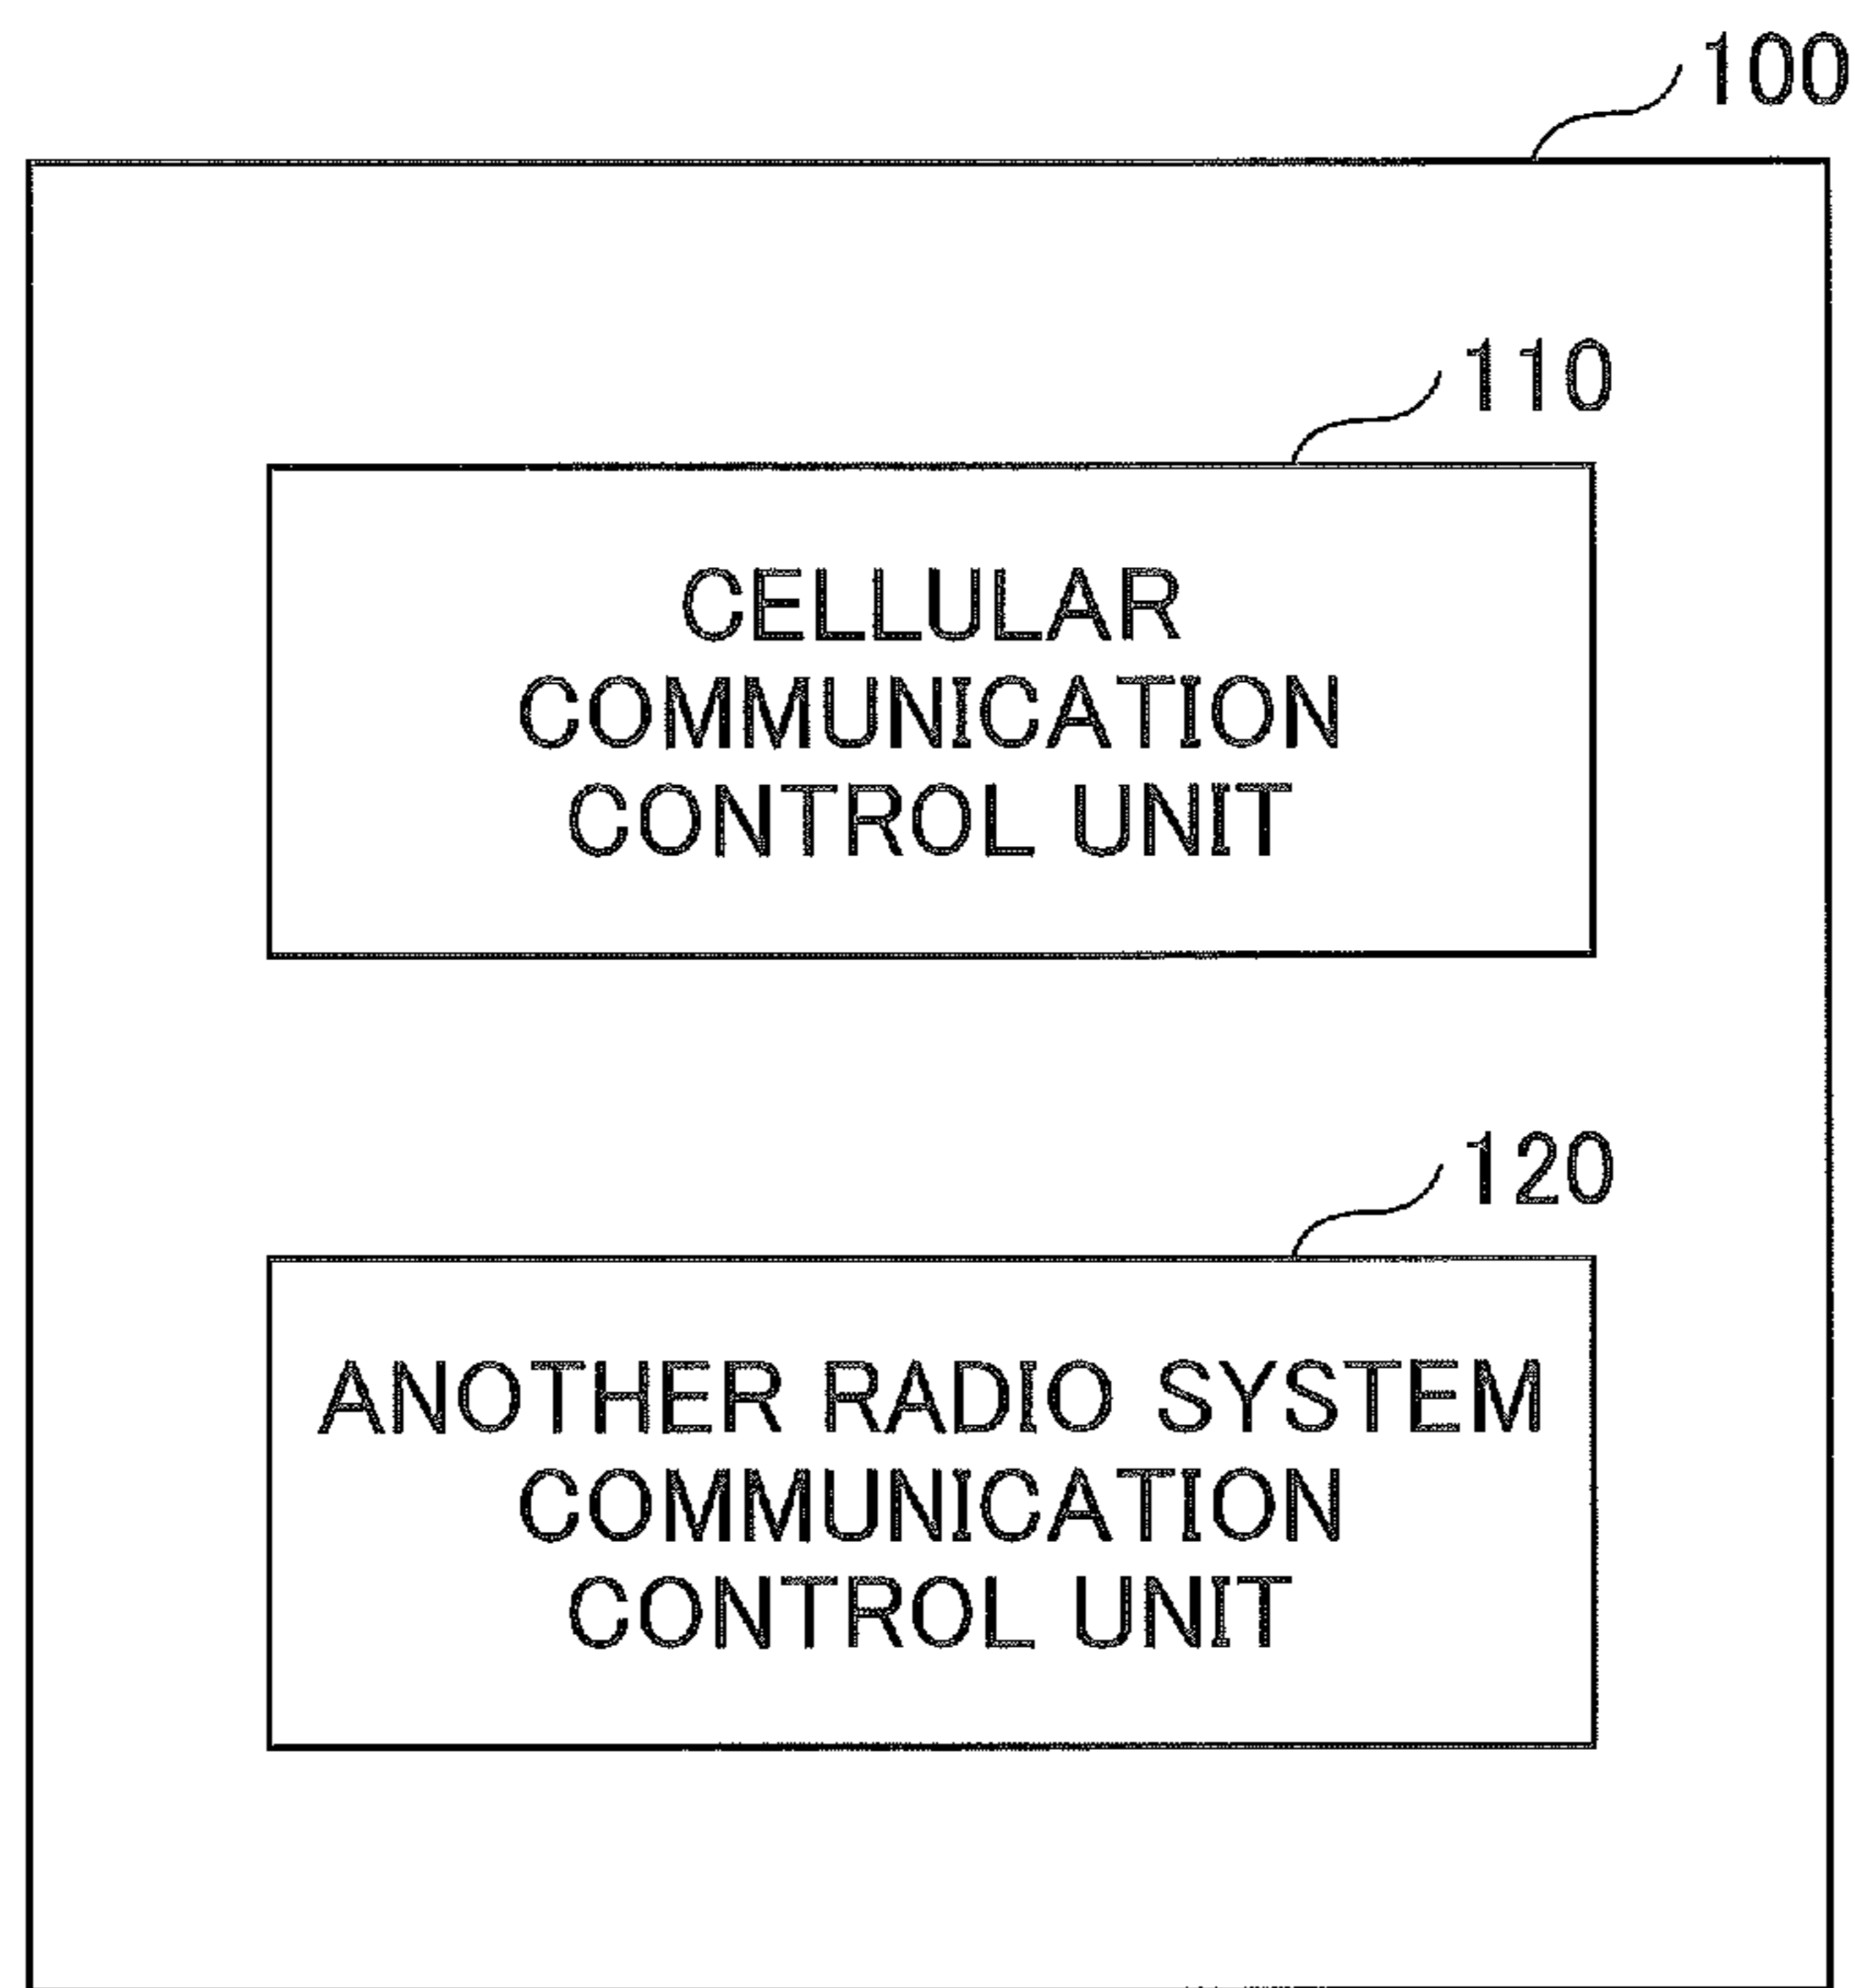 100
110
CELLULAR
COMMUNICATION
CONTROL UNIT
120
ANOTHER RADIO SYSTEM
COMMUNICATION
CONTROL UNIT